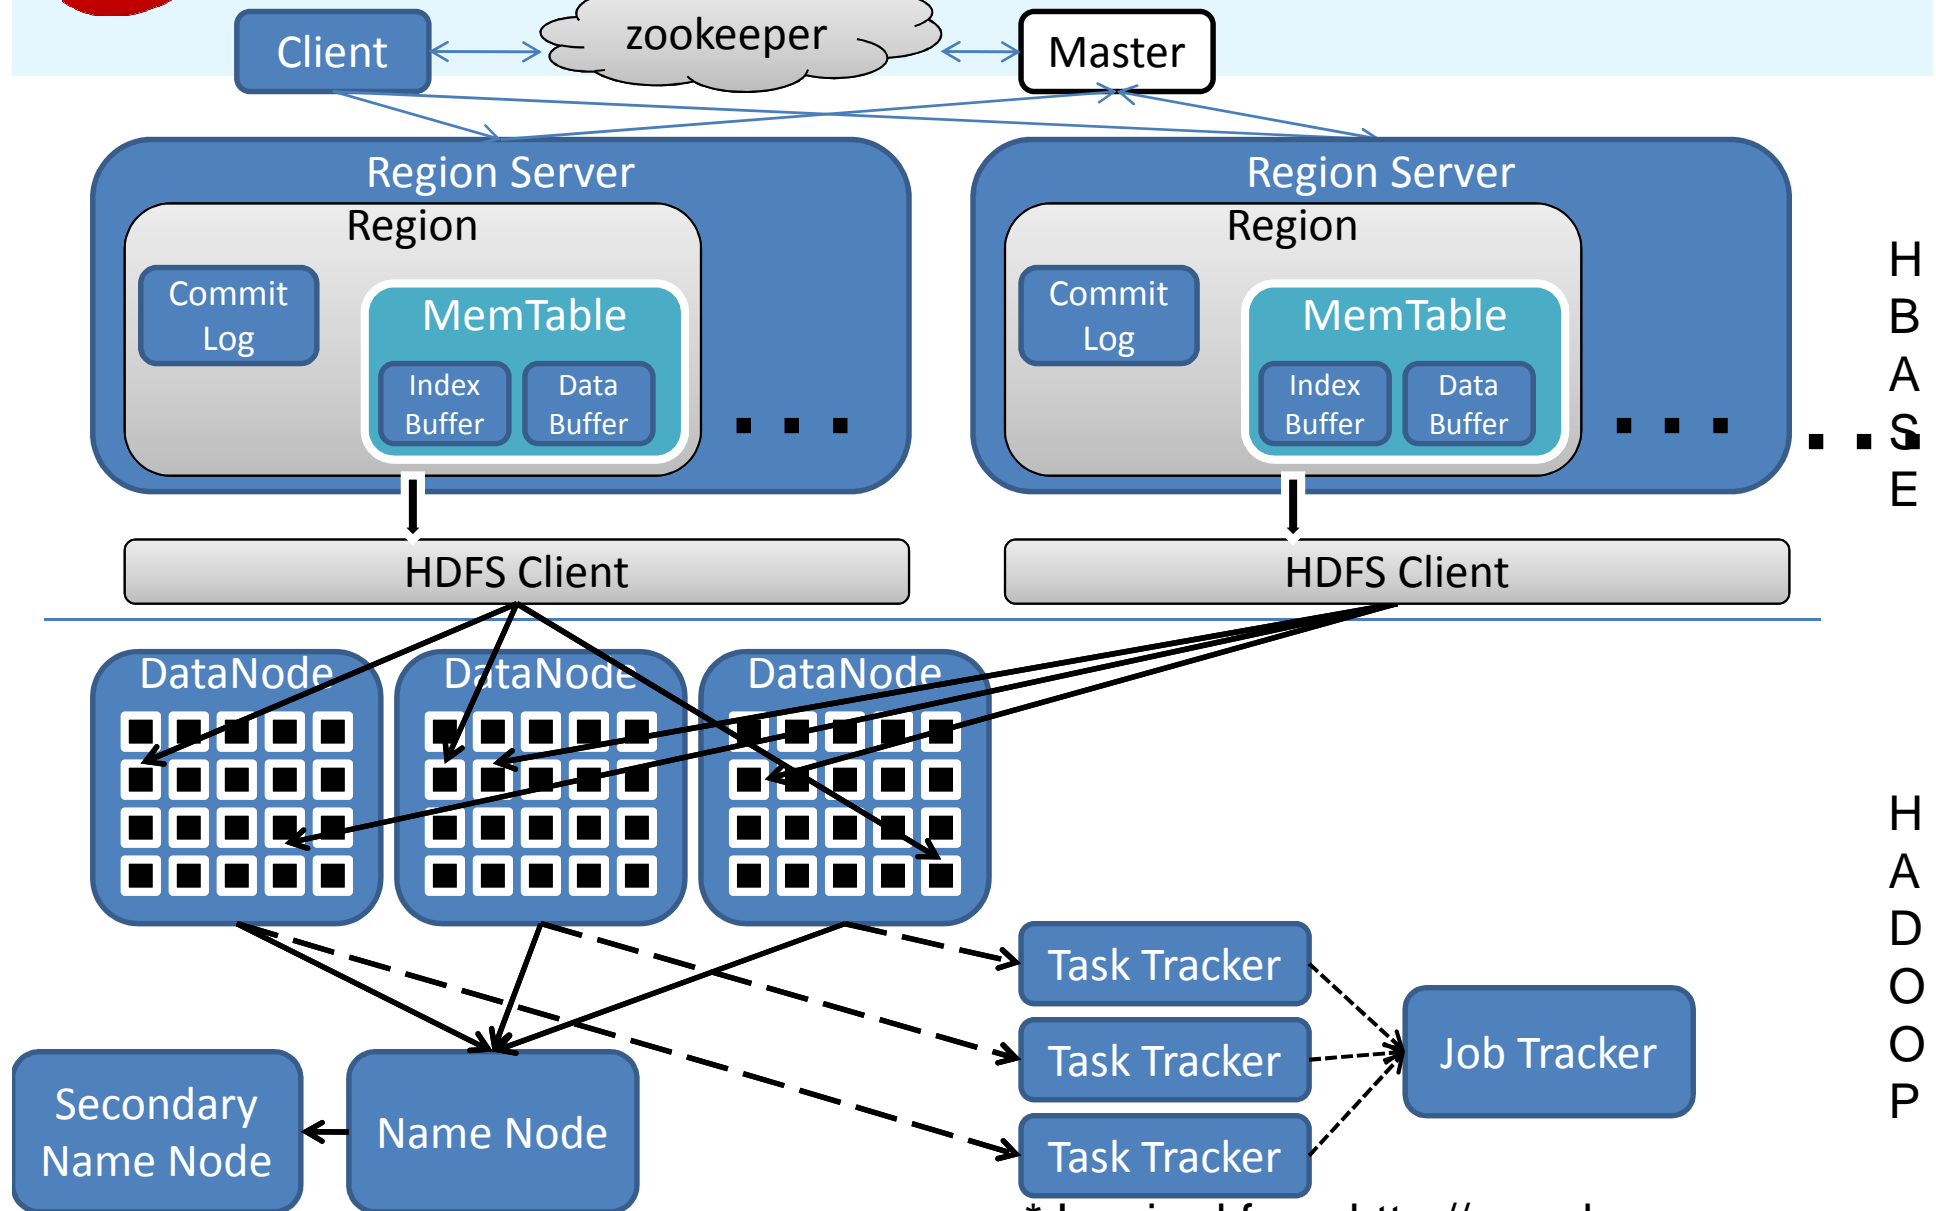 zookeeper
Client
Master
Region Server
Region Server
Region
Region
Commit
Log
MemTable
Index
Buffer
Data
Buffer
Commit
Log
MemTable
Index
Buffer
Data
Buffer
. . .
. . .
. . .
H
B
A
S
E
HDFS Client
HDFS Client
DataNode
DataNode
DataNode
H
A
D
O
O
P
Task Tracker
Task Tracker
Task Tracker
Job Tracker
Secondary
Name Node
Name Node